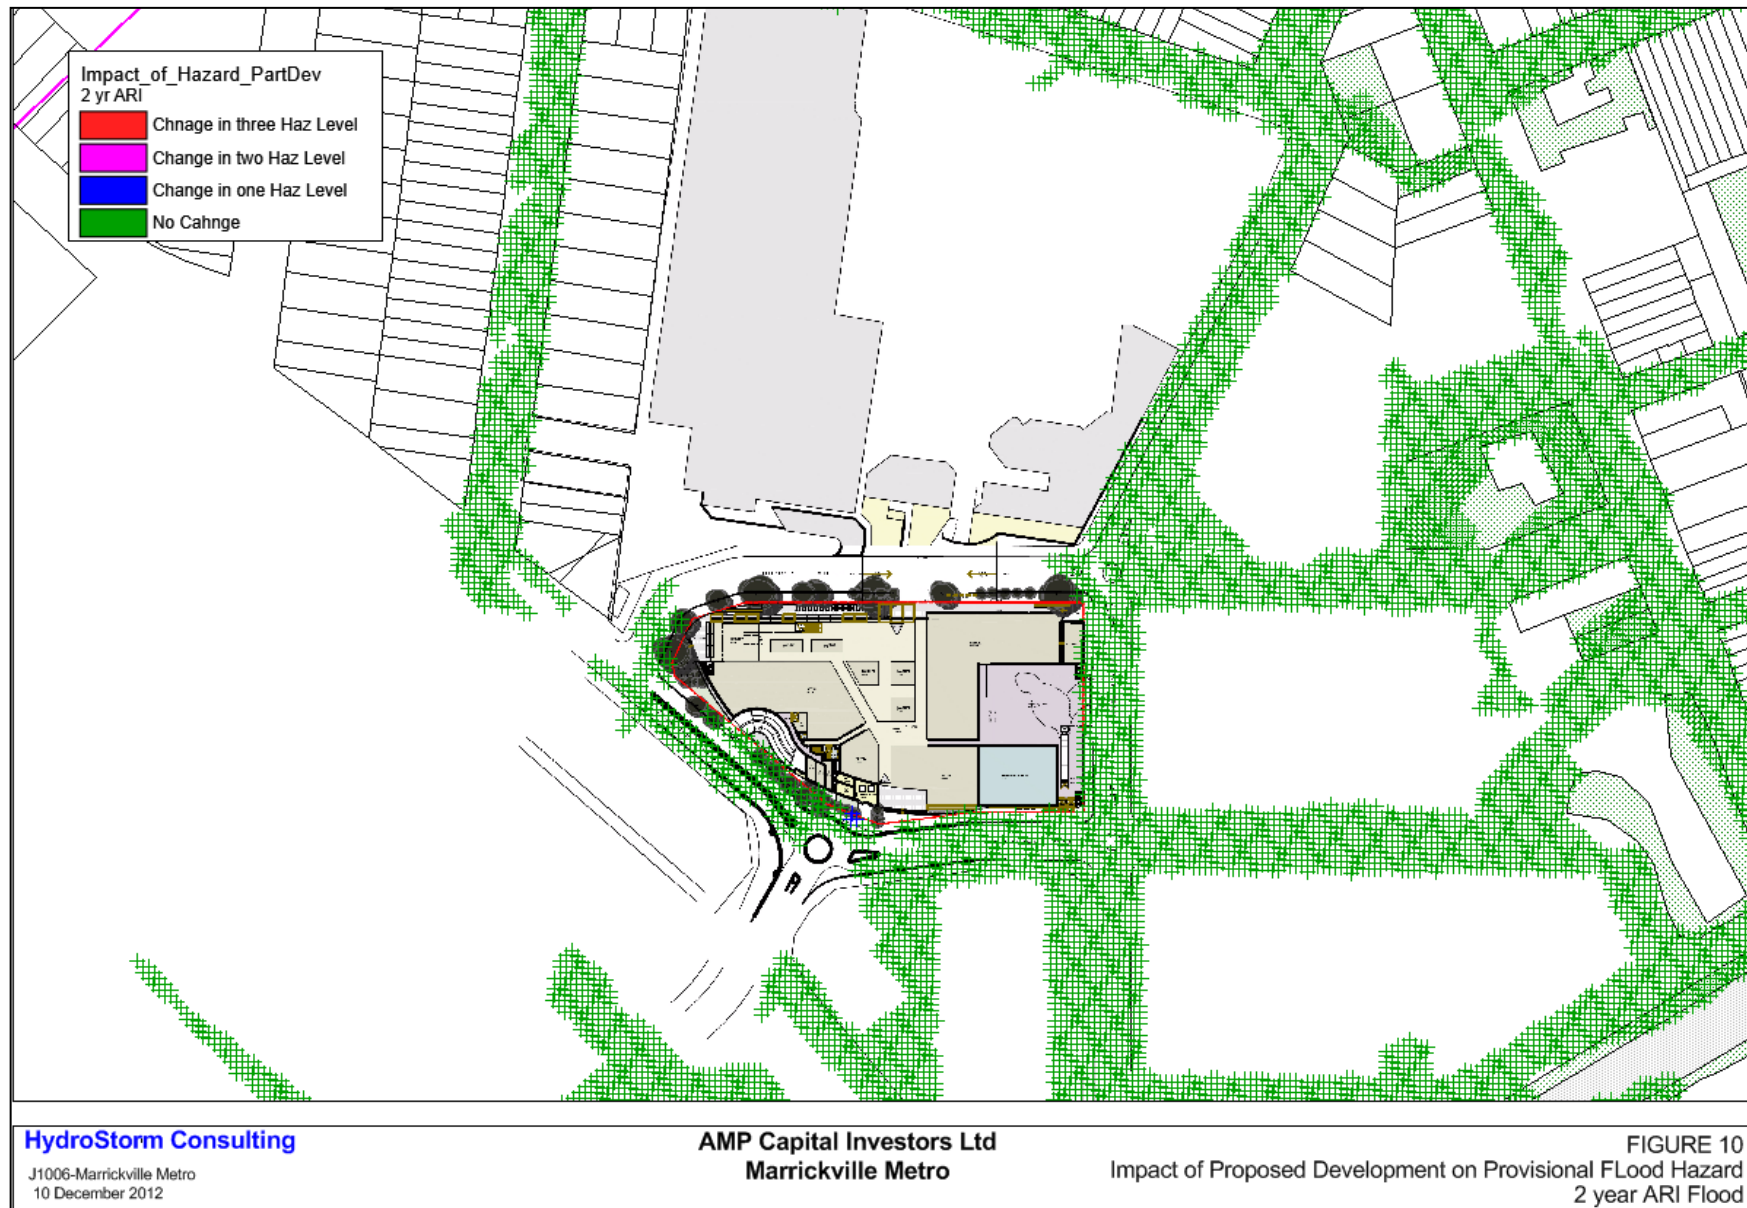 Impact_of_Hazard_PartDev
2 yr ARI
Chnage in three Haz Level
Change in two Haz Level
Change in one Haz Level
No Cahnge
HydroStorm Consulting
J1006-Marrickville Metro
10 December 2012
AMP Capital Investors Ltd
Marrickville Metro
FIGURE 10
Impact of Proposed Development on Provisional FLood Hazard
2 year ARI Flood